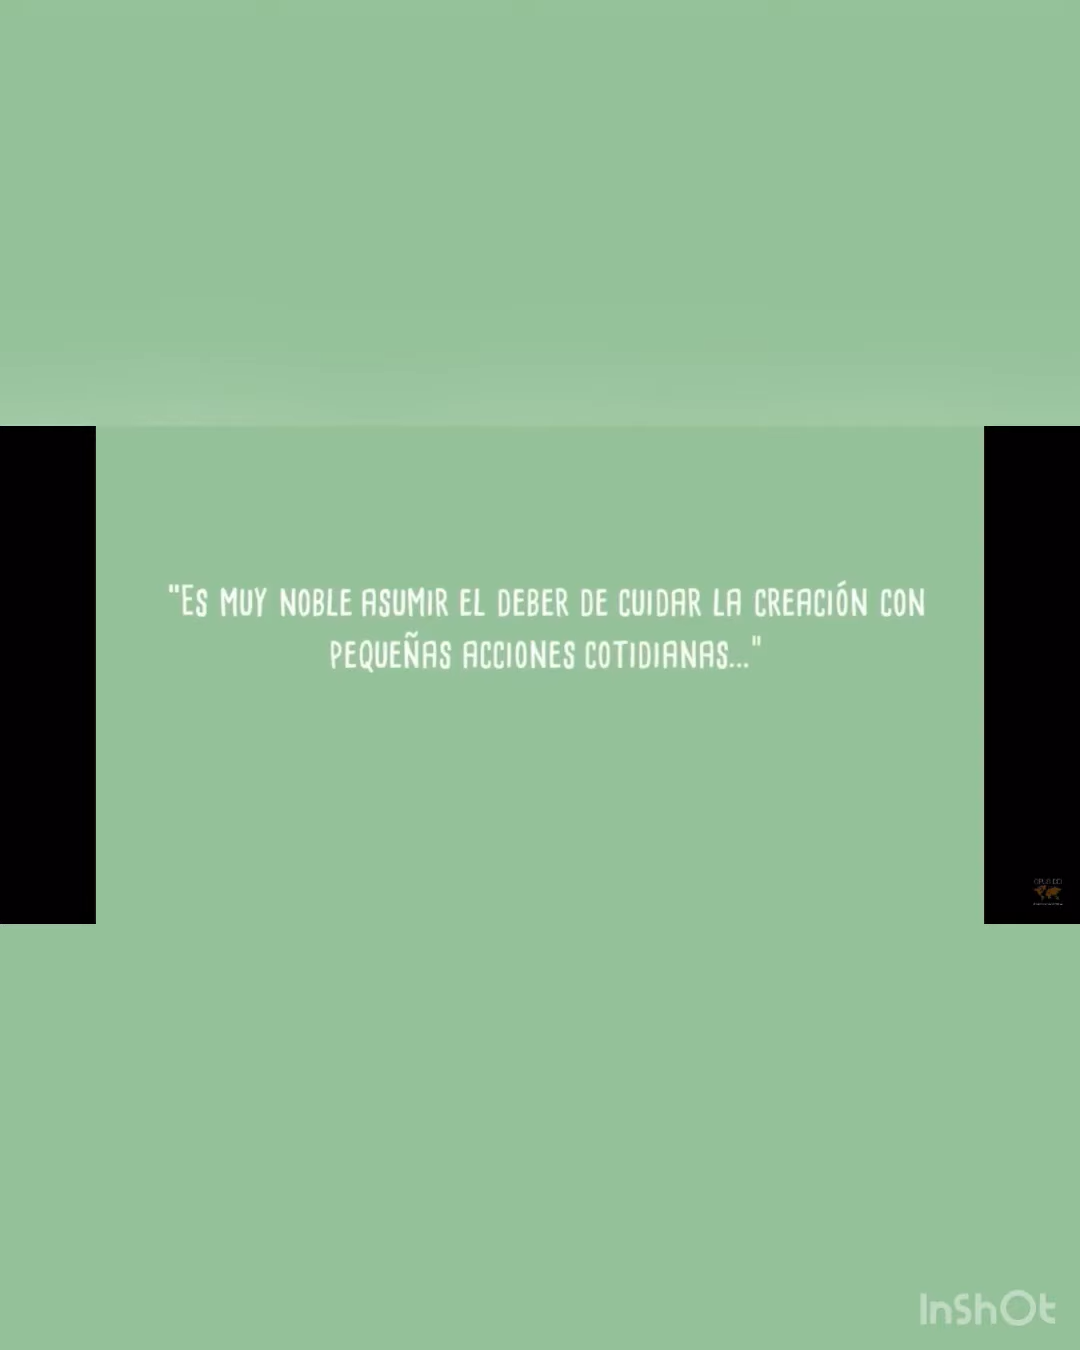 "Es muy noble asumir el deber de cuidar la creación con
pequeñas acciones cotidianas..."
InShOt